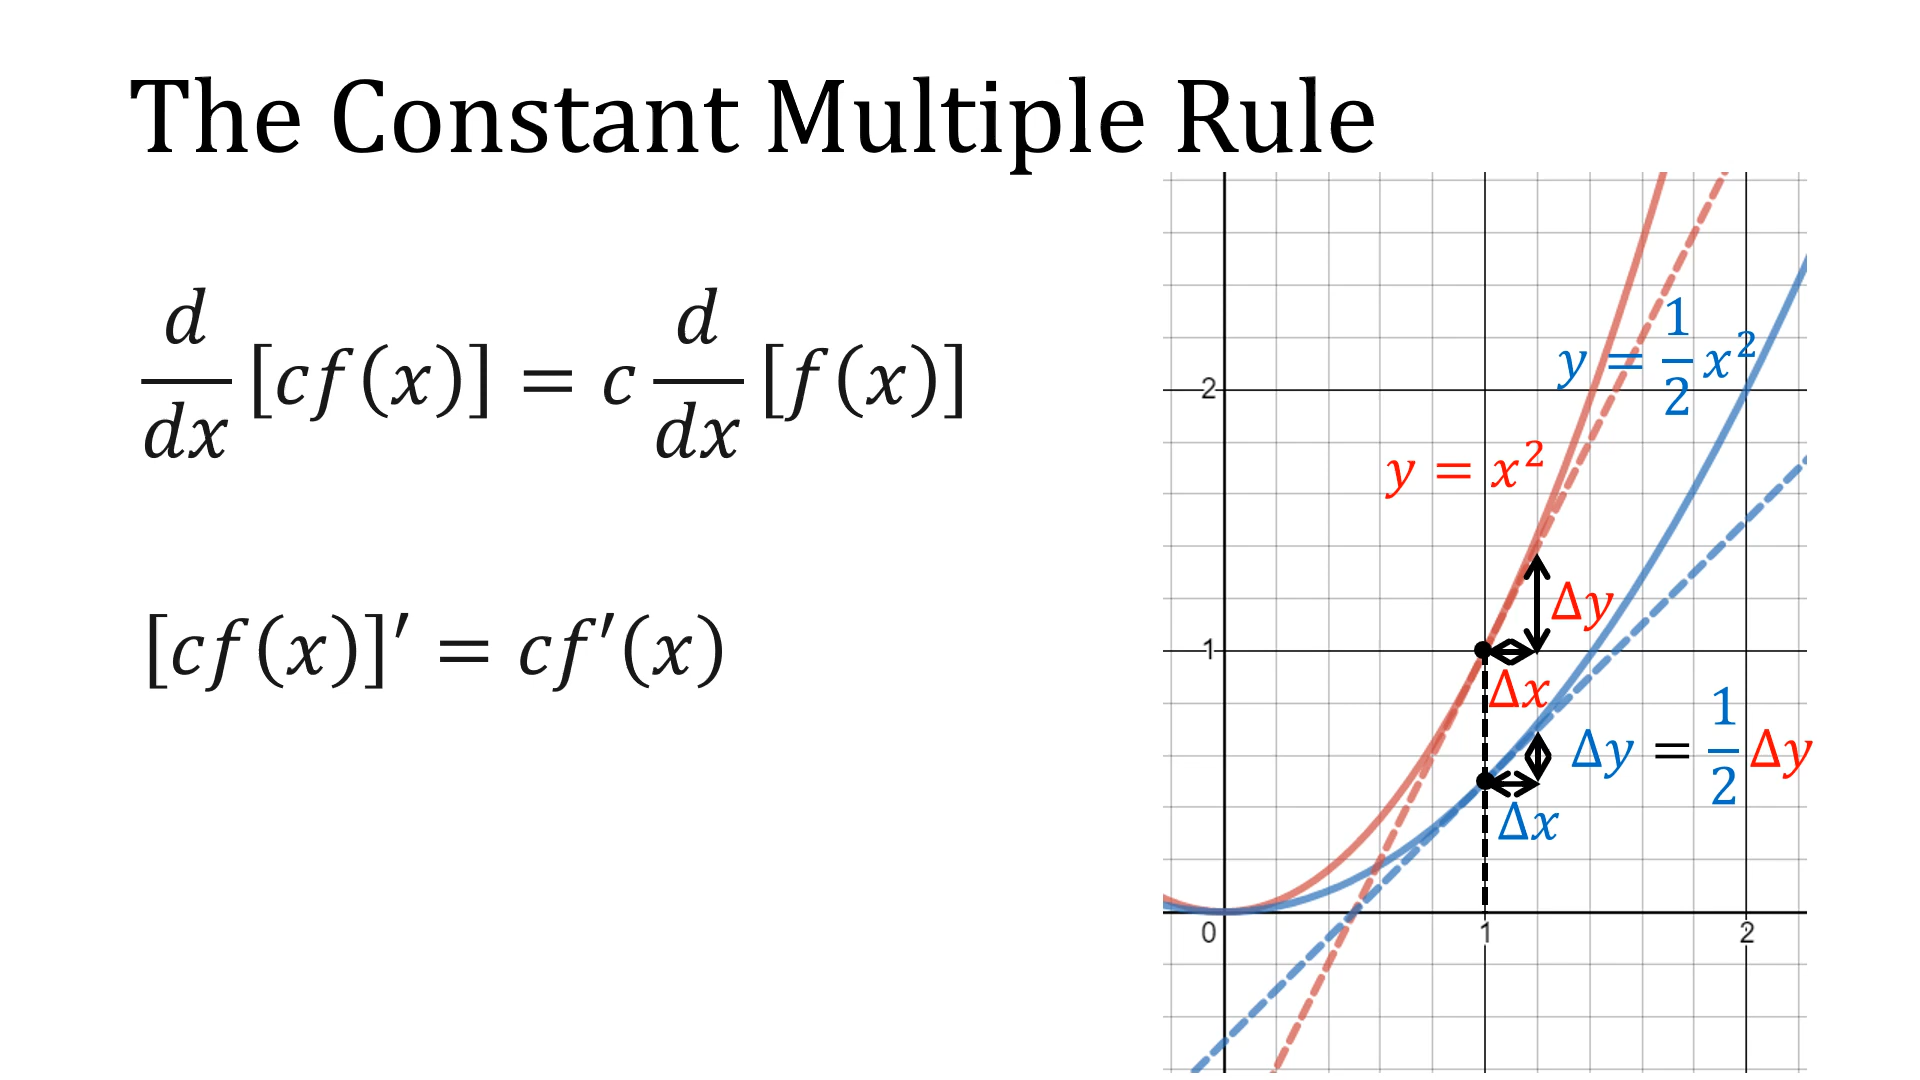 The Constant Multiple Rule
d/dx [cf(x)] = c d/dx [f(x)]
[cf(x)]′ = cf′(x)
y = 1/2 x²
2
y = x²
Δy
1
Δx
Δy = 1/2 Δy
Δx
0 1 2